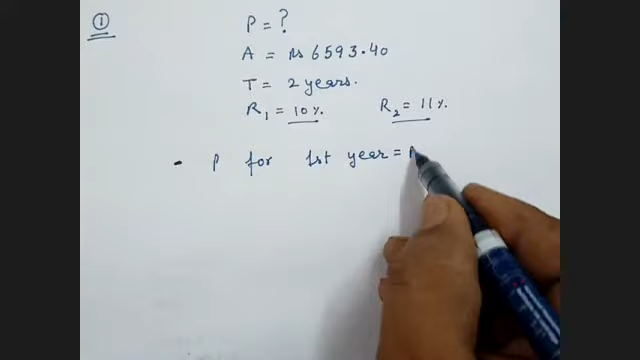 ①
P = ?
A = Rs 6593.40
T = 2 years.
R₁ = 10%. R₂ = 11%.
- P for 1st year =